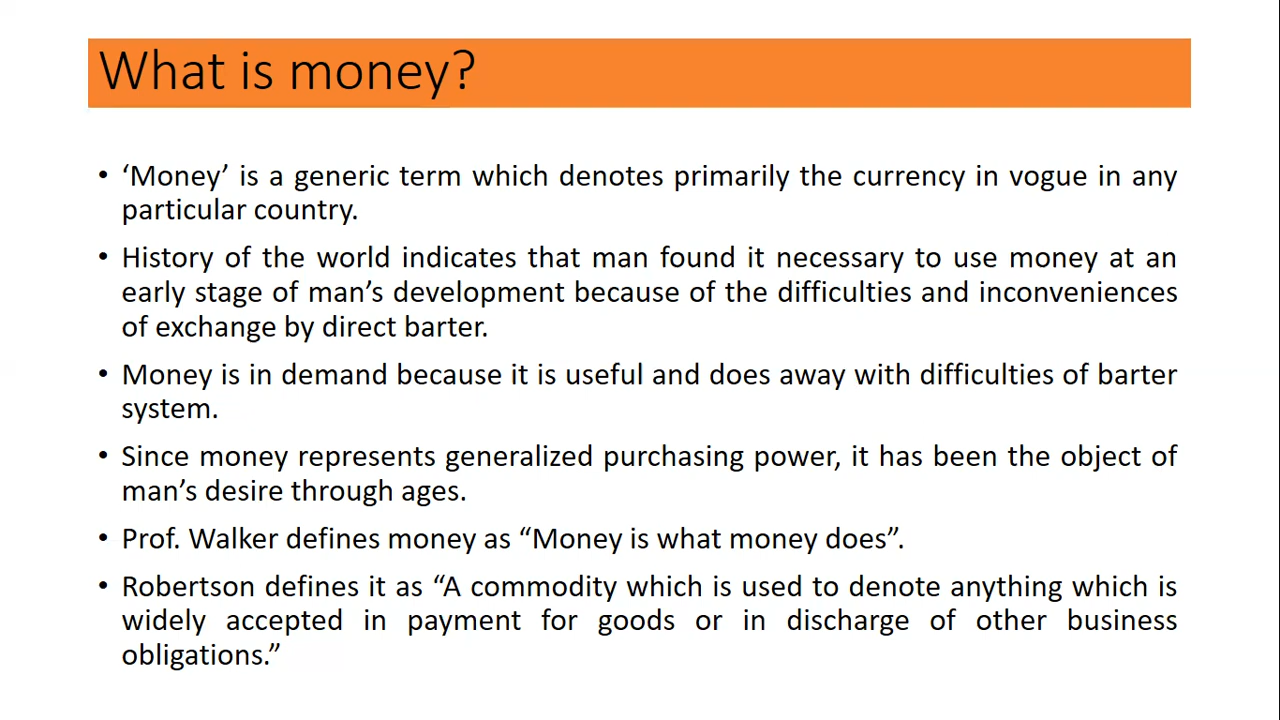 What is money?
• ‘Money’ is a generic term which denotes primarily the currency in vogue in any
particular country.
• History of the world indicates that man found it necessary to use money at an
early stage of man’s development because of the difficulties and inconveniences
of exchange by direct barter.
• Money is in demand because it is useful and does away with difficulties of barter
system.
• Since money represents generalized purchasing power, it has been the object of
man’s desire through ages.
• Prof. Walker defines money as “Money is what money does”.
• Robertson defines it as “A commodity which is used to denote anything which is
widely accepted in payment for goods or in discharge of other business
obligations.”